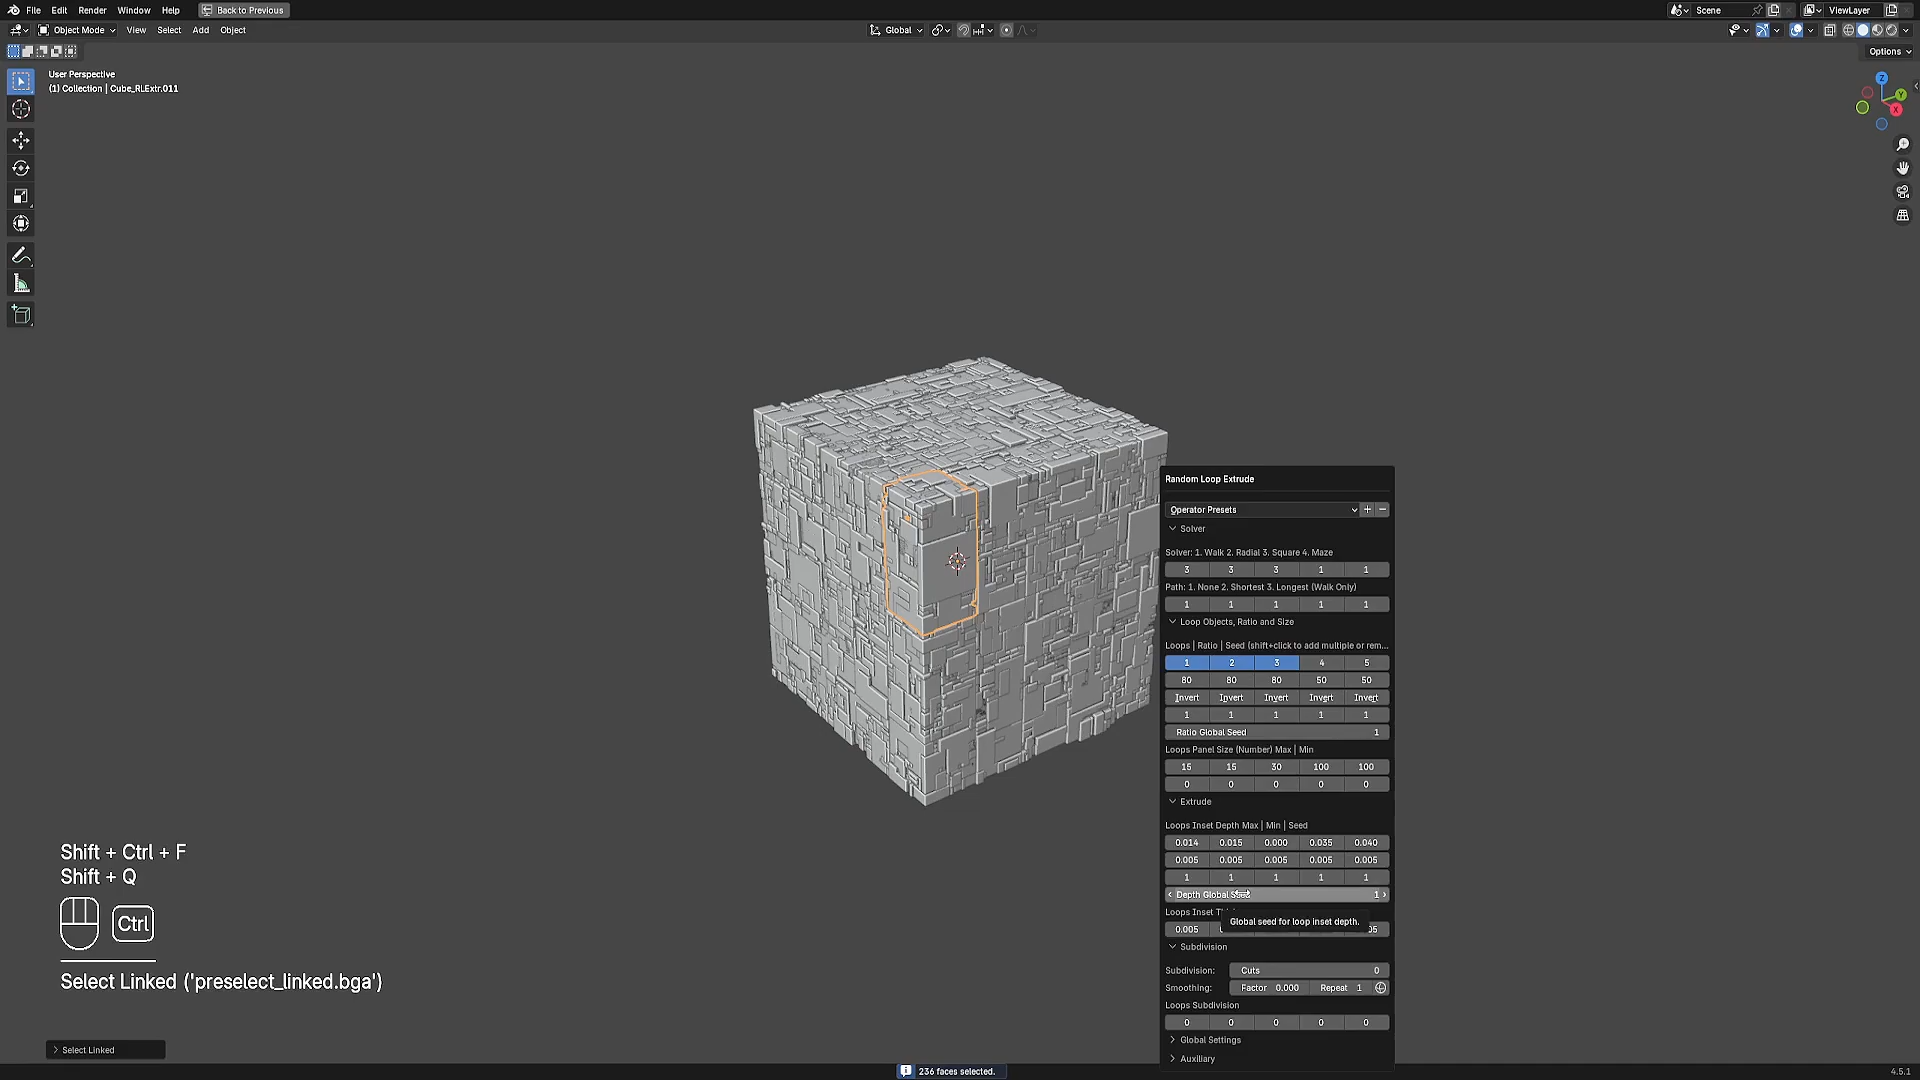 File Edit Render Window Help Back to Previous Scene ViewLayer
Object Mode View Select Add Object Global
Options
User Perspective
(1) Collection | Cube_RLExtr.011
Z
Y
X
Random Loop Extrude
Operator Presets
Solver
Solver: 1. Walk 2. Radial 3. Square 4. Maze
3 3 3 1 1
Path: 1. None 2. Shortest 3. Longest (Walk Only)
1 1 1 1 1
Loop Objects, Ratio and Size
Loops | Ratio | Seed (shift+click to add multiple or rem...
1 2 3 4 5
80 80 80 50 50
Invert Invert Invert Invert Invert
1 1 1 1 1
Ratio Global Seed 1
Loops Panel Size (Number) Max | Min
15 15 30 100 100
0 0 0 0 0
Extrude
Loops Inset Depth Max | Min | Seed
0.014 0.015 0.000 0.035 0.040
0.005 0.005 0.005 0.005 0.005
1 1 1 1 1
Depth Global 1
Loops Inset
Global seed for loop inset depth.
0.005
Subdivision
Subdivision: Cuts 0
Smoothing: Factor 0.000 Repeat 1
Loops Subdivision
0 0 0 0 0
Global Settings
Auxiliary
Shift + Ctrl + F
Shift + Q
Ctrl
Select Linked ('preselect_linked.bga')
Select Linked
236 faces selected.
4.5.1